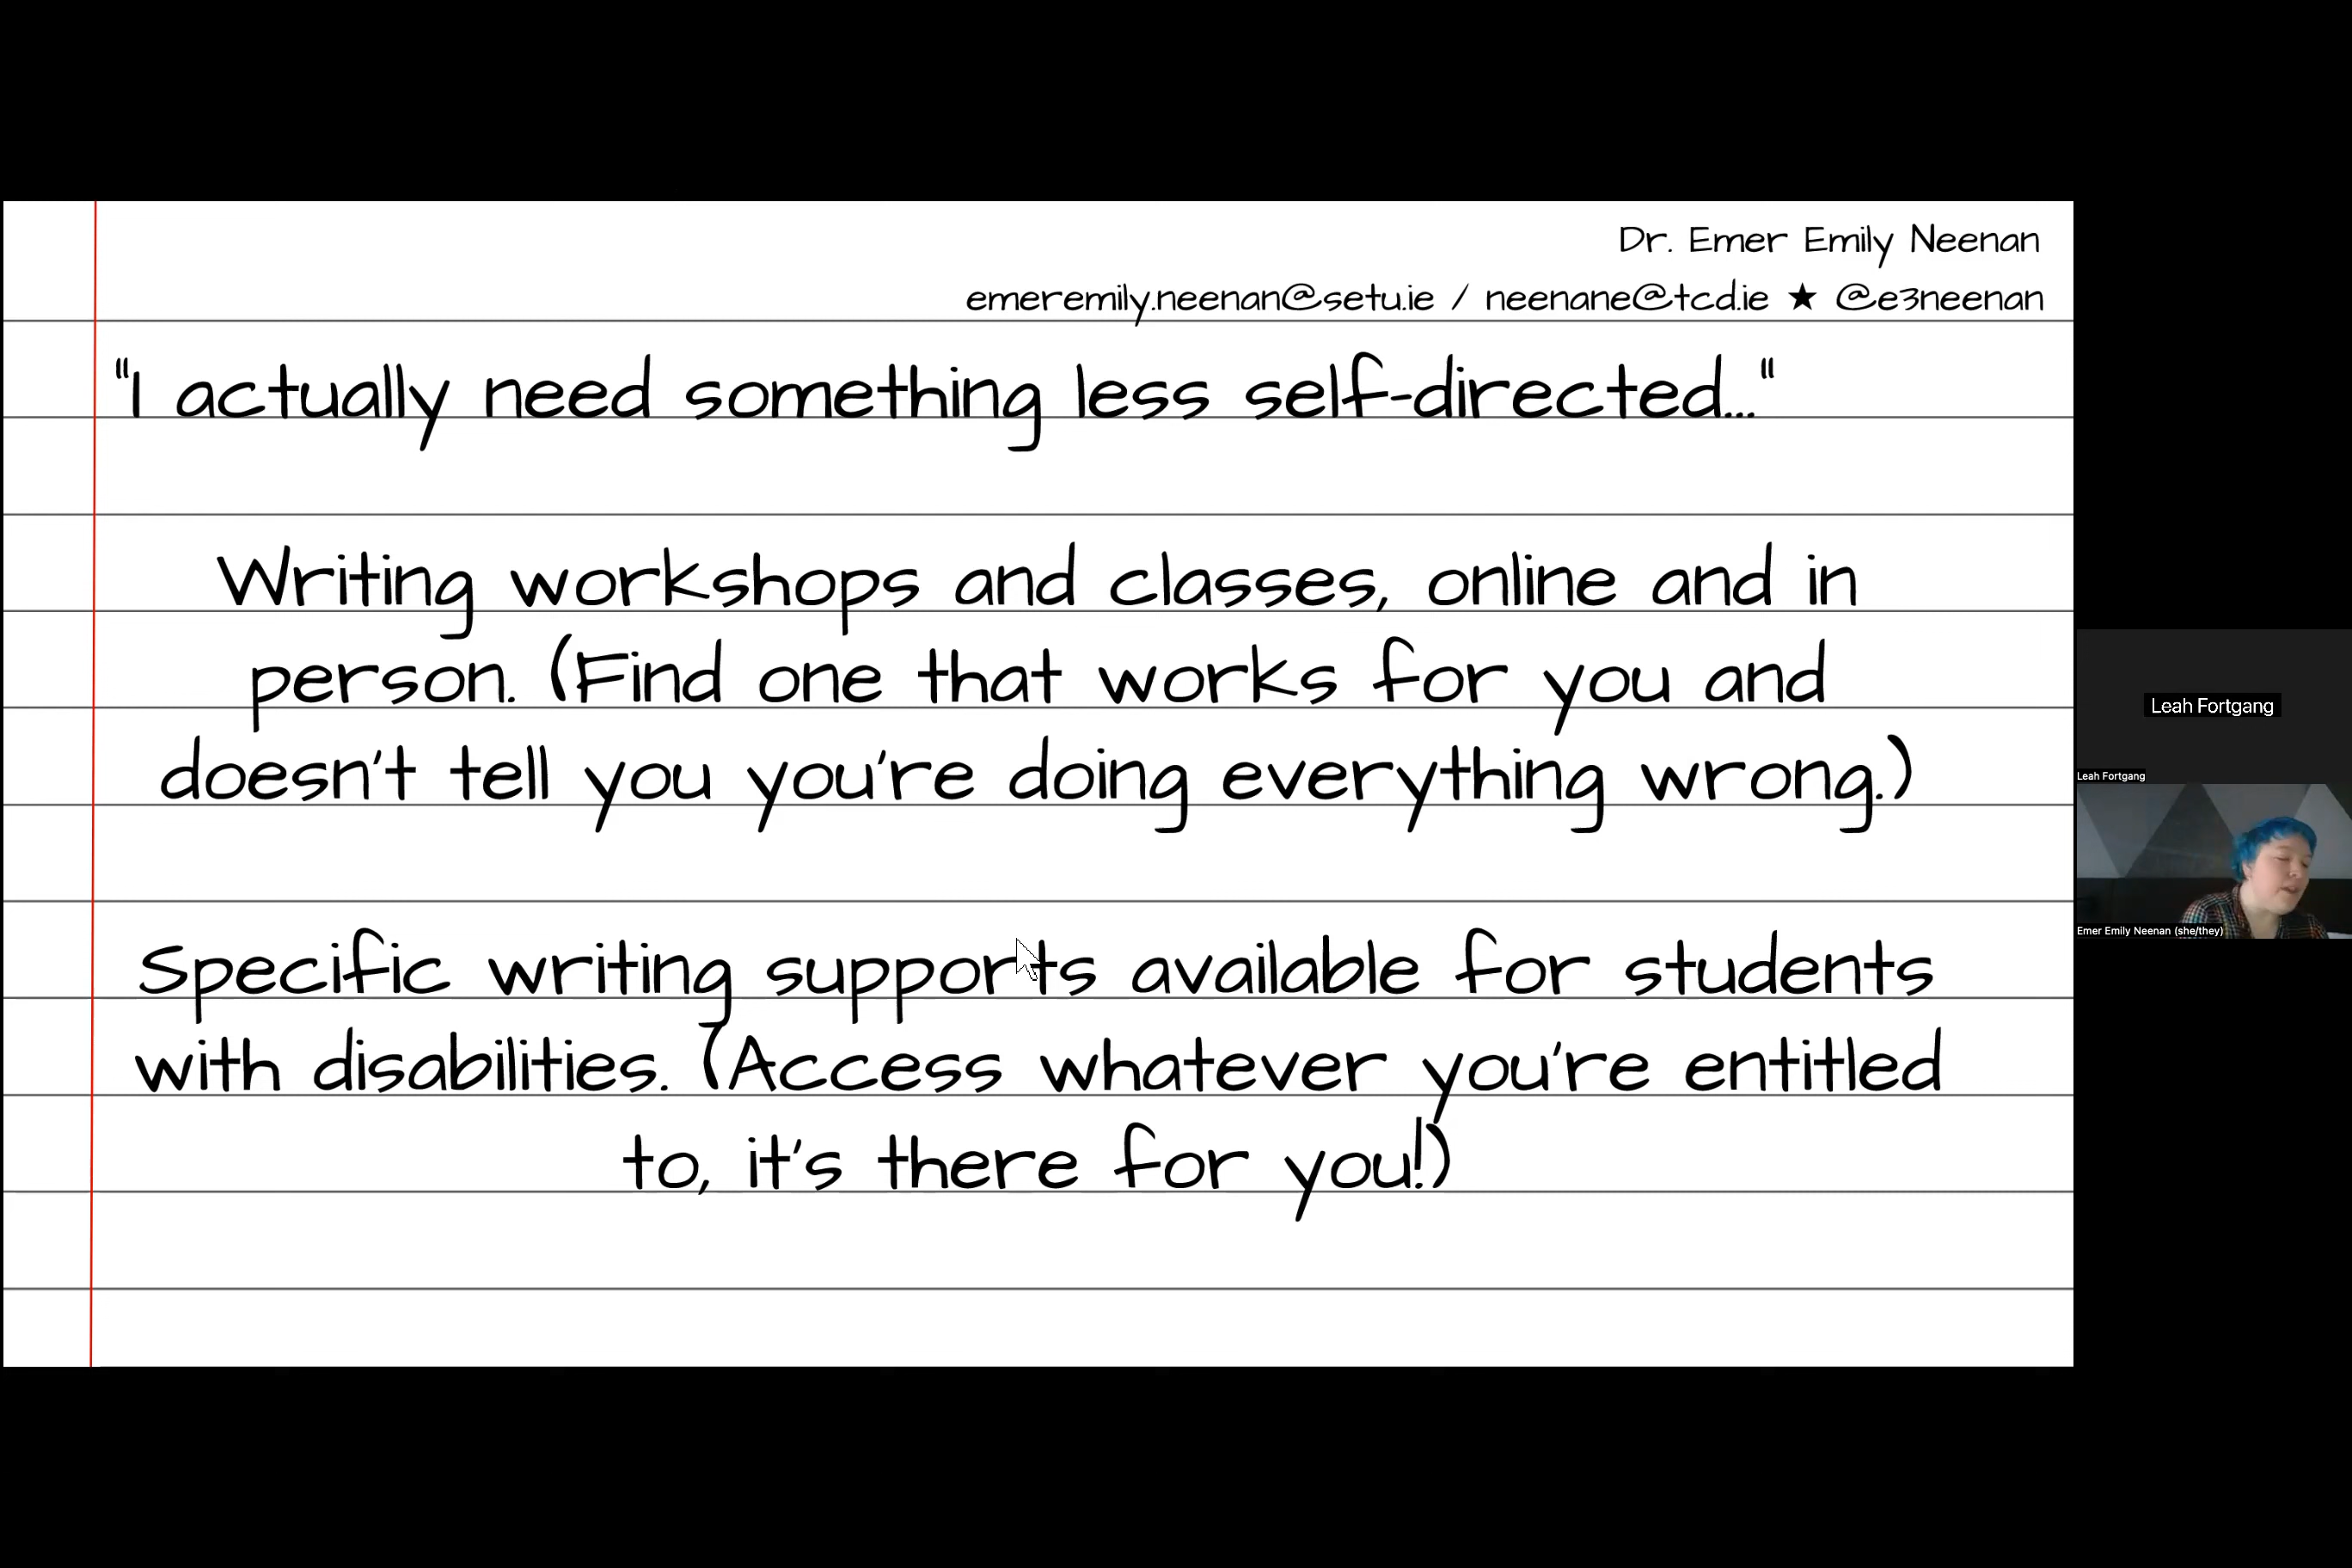 Dr. Emer Emily Neenan
emeremily.neenan@setu.ie / neenane@tcd.ie ★ @e3neenan
"I actually need something less self-directed..."
Writing workshops and classes, online and in
person. (Find one that works for you and
doesn't tell you you're doing everything wrong.)
Specific writing supports available for students
with disabilities. (Access whatever you're entitled
to, it's there for you!)
Leah Fortgang
Leah Fortgang
Emer Emily Neenan (she/they)